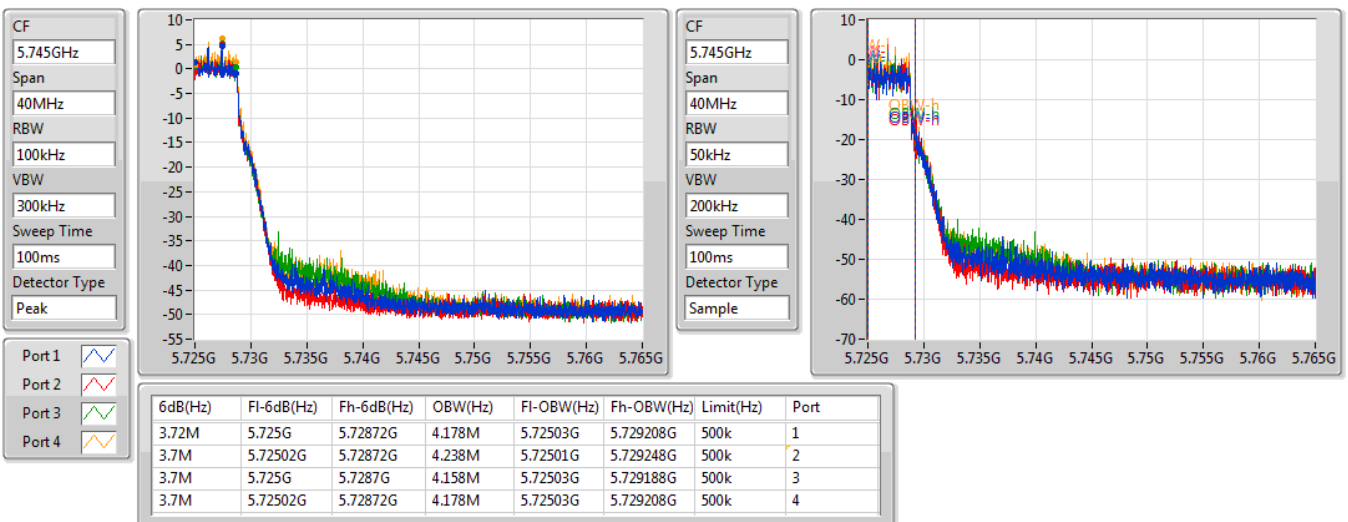 CF
5.745GHz
Span
40MHz
RBW
100kHz
VBW
300kHz
Sweep Time
100ms
Detector Type
Peak
10
5
0
-5
-10
-15
-20
-25
-30
-35
-40
-45
-50
-55
5.725G 5.73G 5.735G 5.74G 5.745G 5.75G 5.755G 5.76G 5.765G
CF
5.745GHz
Span
40MHz
RBW
50kHz
VBW
200kHz
Sweep Time
100ms
Detector Type
Sample
10
0
-10
-20
-30
-40
-50
-60
-70
OBW-h
OBW-h
5.725G 5.73G 5.735G 5.74G 5.745G 5.75G 5.755G 5.76G 5.765G
Port 1
Port 2
Port 3
Port 4
6dB(Hz) Fl-6dB(Hz) Fh-6dB(Hz) OBW(Hz) Fl-OBW(Hz) Fh-OBW(Hz) Limit(Hz) Port
3.72M 5.725G 5.72872G 4.178M 5.72503G 5.729208G 500k 1
3.7M 5.72502G 5.72872G 4.238M 5.72501G 5.729248G 500k 2
3.7M 5.725G 5.7287G 4.158M 5.72503G 5.729188G 500k 3
3.7M 5.72502G 5.72872G 4.178M 5.72503G 5.729208G 500k 4